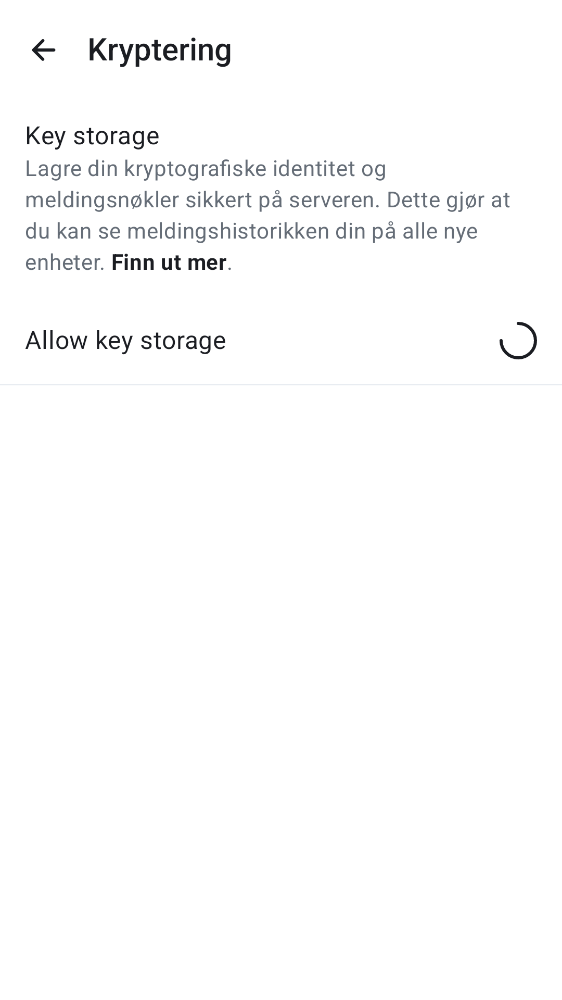 Kryptering
Key storage
Lagre din kryptografiske identitet og
meldingsnøkler sikkert på serveren. Dette gjør at
du kan se meldingshistorikken din på alle nye
enheter. Finn ut mer.
Allow key storage